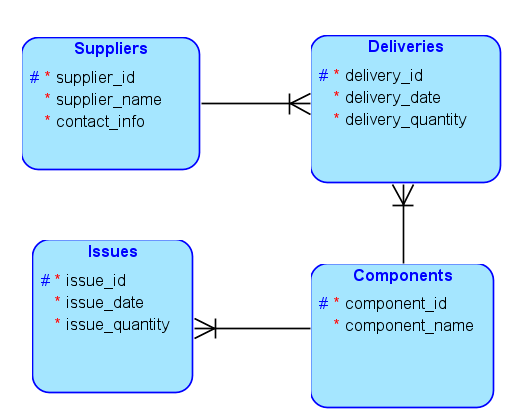 Suppliers
# * supplier_id
* supplier_name
* contact_info
Deliveries
# * delivery_id
* delivery_date
* delivery_quantity
Issues
# * issue_id
* issue_date
* issue_quantity
Components
# * component_id
* component_name